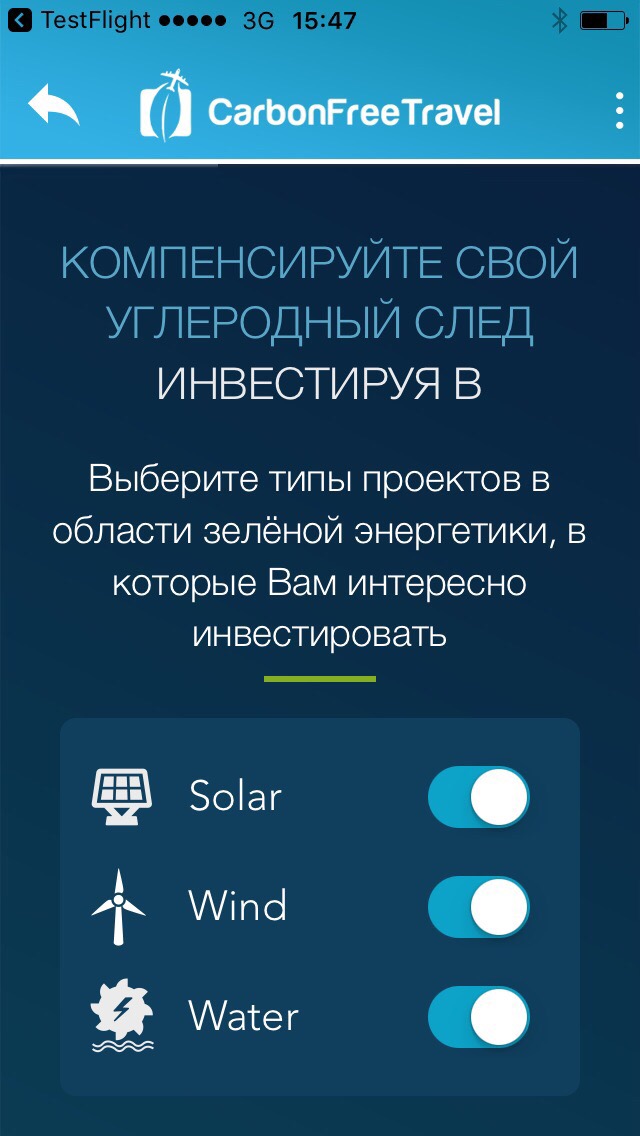 TestFlight 3G 15:47
CarbonFreeTravel
КОМПЕНСИРУЙТЕ СВОЙ
УГЛЕРОДНЫЙ СЛЕД
ИНВЕСТИРУЯ В
Выберите типы проектов в
области зелёной энергетики, в
которые Вам интересно
инвестировать
Solar
Wind
Water